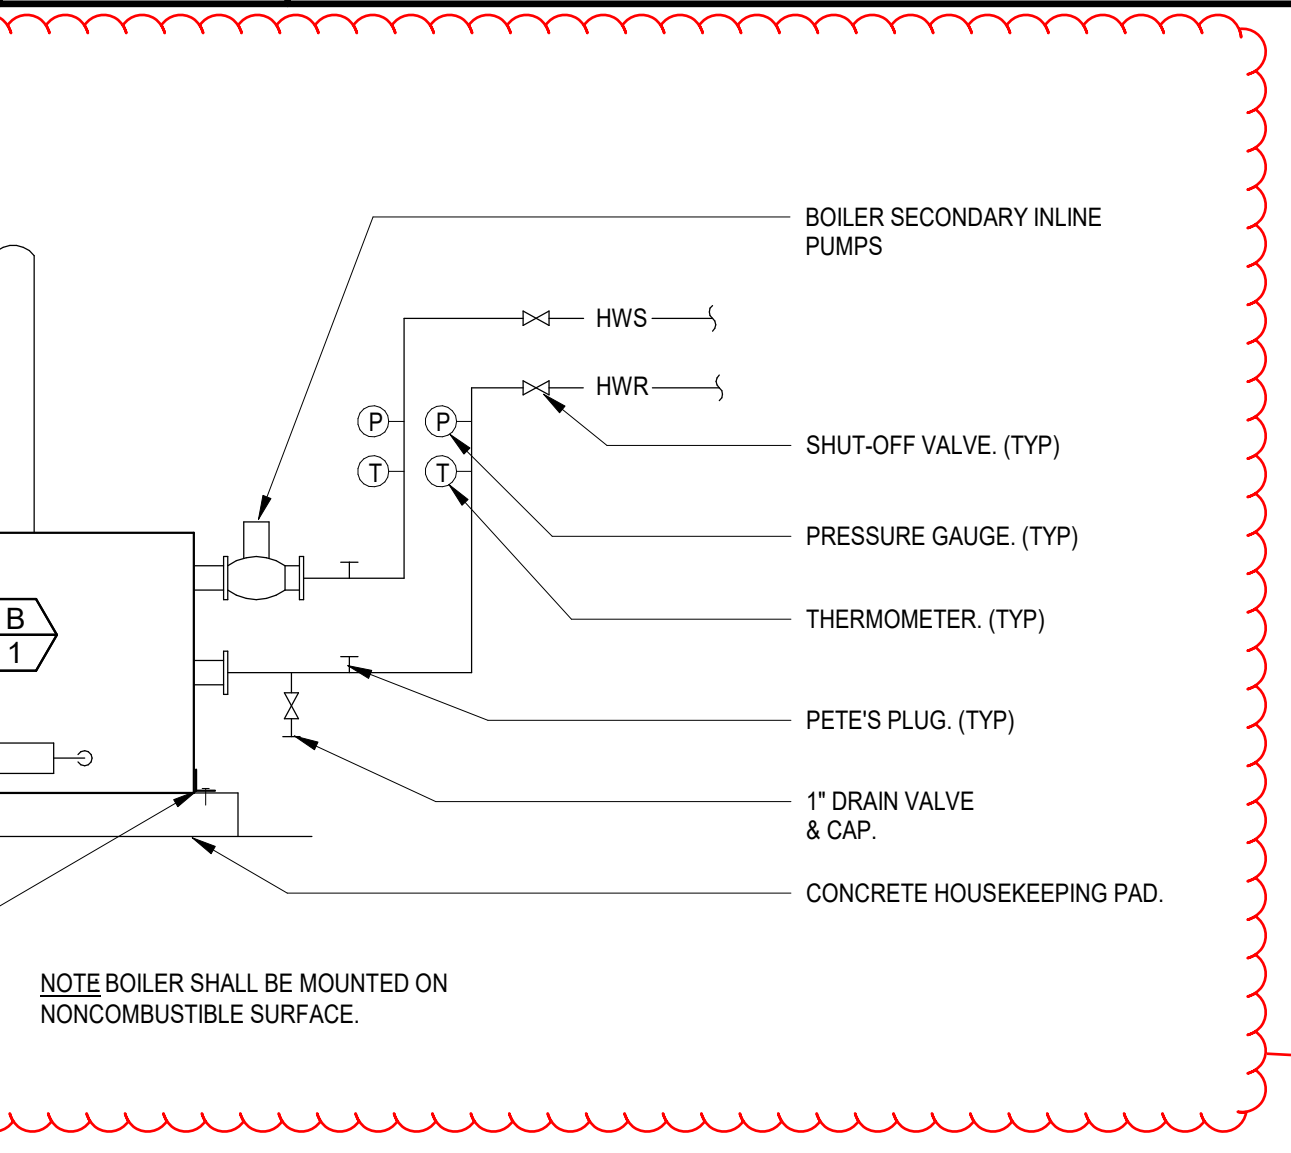 BOILER SECONDARY INLINE
PUMPS
HWS
HWR
P
P
SHUT-OFF VALVE. (TYP)
T
T
PRESSURE GAUGE. (TYP)
THERMOMETER. (TYP)
B
1
PETE'S PLUG. (TYP)
1" DRAIN VALVE
& CAP.
CONCRETE HOUSEKEEPING PAD.
NOTE: BOILER SHALL BE MOUNTED ON
NONCOMBUSTIBLE SURFACE.